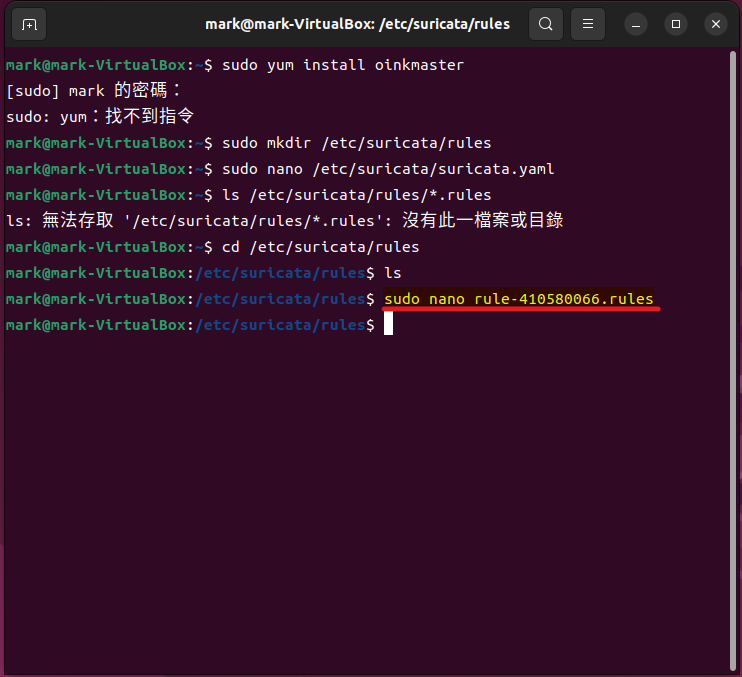 mark@mark-VirtualBox: /etc/suricata/rules
mark@mark-VirtualBox:~$ sudo yum install oinkmaster
[sudo] mark 的密碼：
sudo: yum：找不到指令
mark@mark-VirtualBox:~$ sudo mkdir /etc/suricata/rules
mark@mark-VirtualBox:~$ sudo nano /etc/suricata/suricata.yaml
mark@mark-VirtualBox:~$ ls /etc/suricata/rules/*.rules
ls: 無法存取 '/etc/suricata/rules/*.rules': 沒有此一檔案或目錄
mark@mark-VirtualBox:~$ cd /etc/suricata/rules
mark@mark-VirtualBox:/etc/suricata/rules$ ls
mark@mark-VirtualBox:/etc/suricata/rules$ sudo nano rule-410580066.rules
mark@mark-VirtualBox:/etc/suricata/rules$